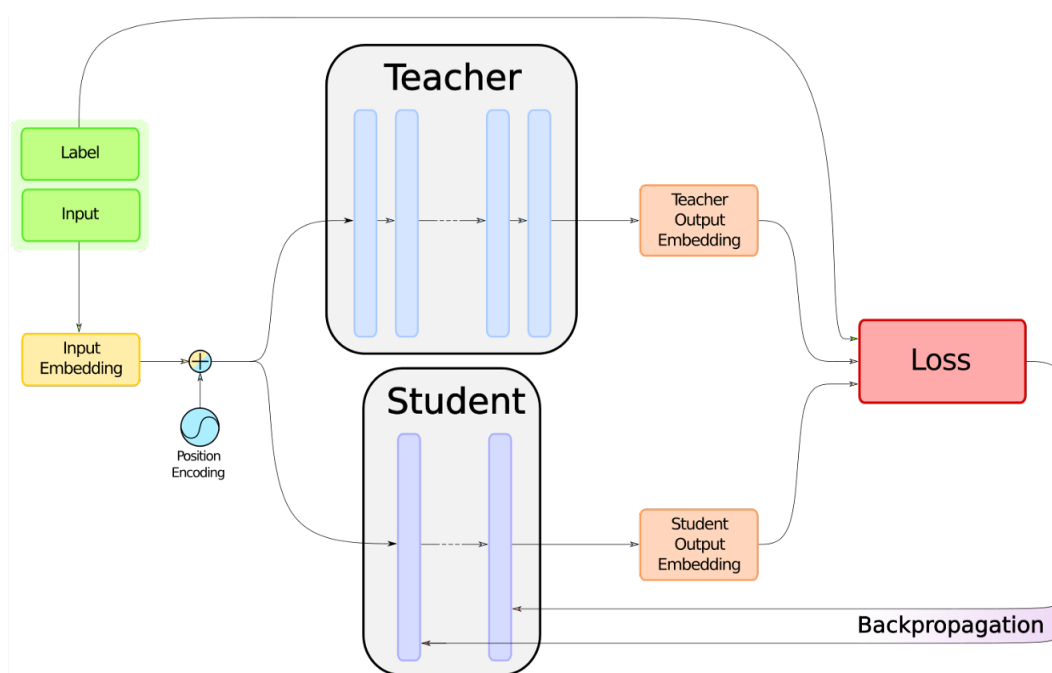 Teacher
Label
Input
Teacher
Output
Embedding
Input
Embedding
Loss
Student
Position
Encoding
Student
Output
Embedding
Backpropagation